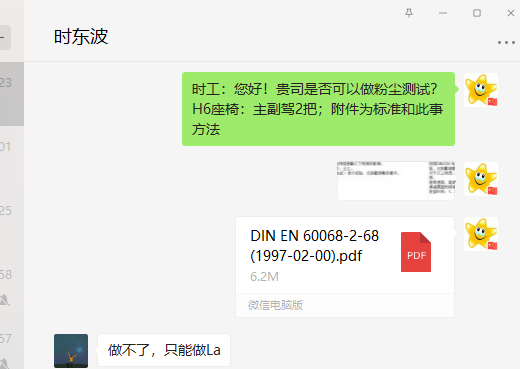 时东波
23
时工：您好！贵司是否可以做粉尘测试？
H6座椅：主副驾2把；附件为标准和此事
方法
01
25
DIN EN 60068-2-68
(1997-02-00).pdf
PDF
6.2M
58
微信电脑版
57
做不了，只能做La